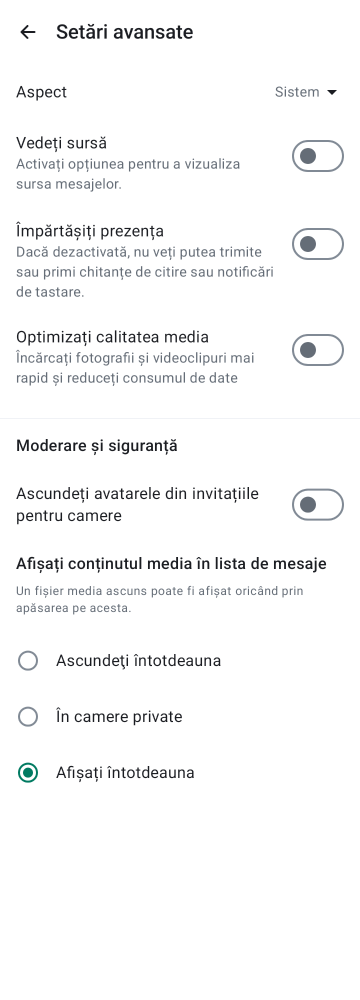 Setări avansate
Aspect
Sistem
Vedeți sursă
Activați opțiunea pentru a vizualiza
sursa mesajelor.
Împărtășiți prezența
Dacă dezactivată, nu veți putea trimite
sau primi chitanțe de citire sau notificări
de tastare.
Optimizați calitatea media
Încărcați fotografii și videoclipuri mai
rapid și reduceți consumul de date
Moderare și siguranță
Ascundeți avatarele din invitațiile
pentru camere
Afișați conținutul media în lista de mesaje
Un fișier media ascuns poate fi afișat oricând prin
apăsarea pe acesta.
Ascundeţi întotdeauna
În camere private
Afișați întotdeauna